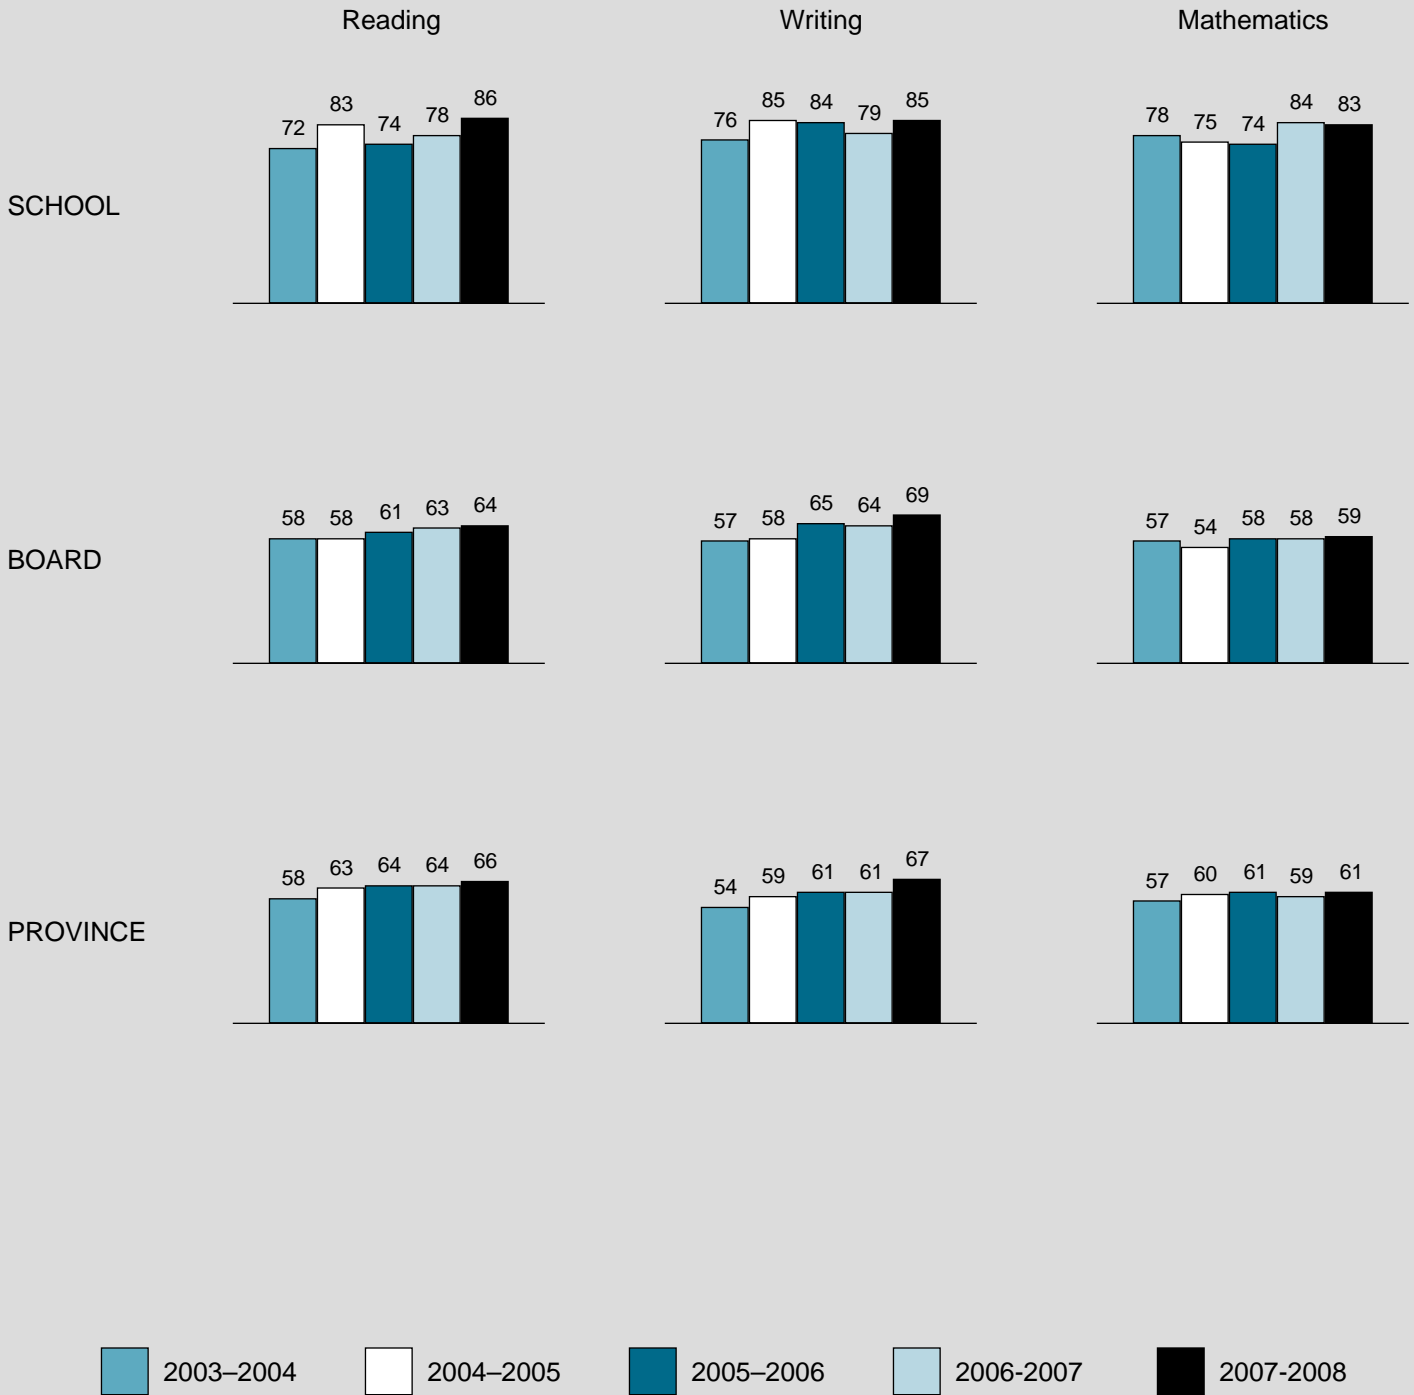 Reading Writing Mathematics
72 83 74 78 86
76 85 84 79 85
78 75 74 84 83
SCHOOL
58 58 61 63 64
57 58 65 64 69
57 54 58 58 59
BOARD
58 63 64 64 66
54 59 61 61 67
57 60 61 59 61
PROVINCE
2003–2004 2004–2005 2005–2006 2006-2007 2007-2008